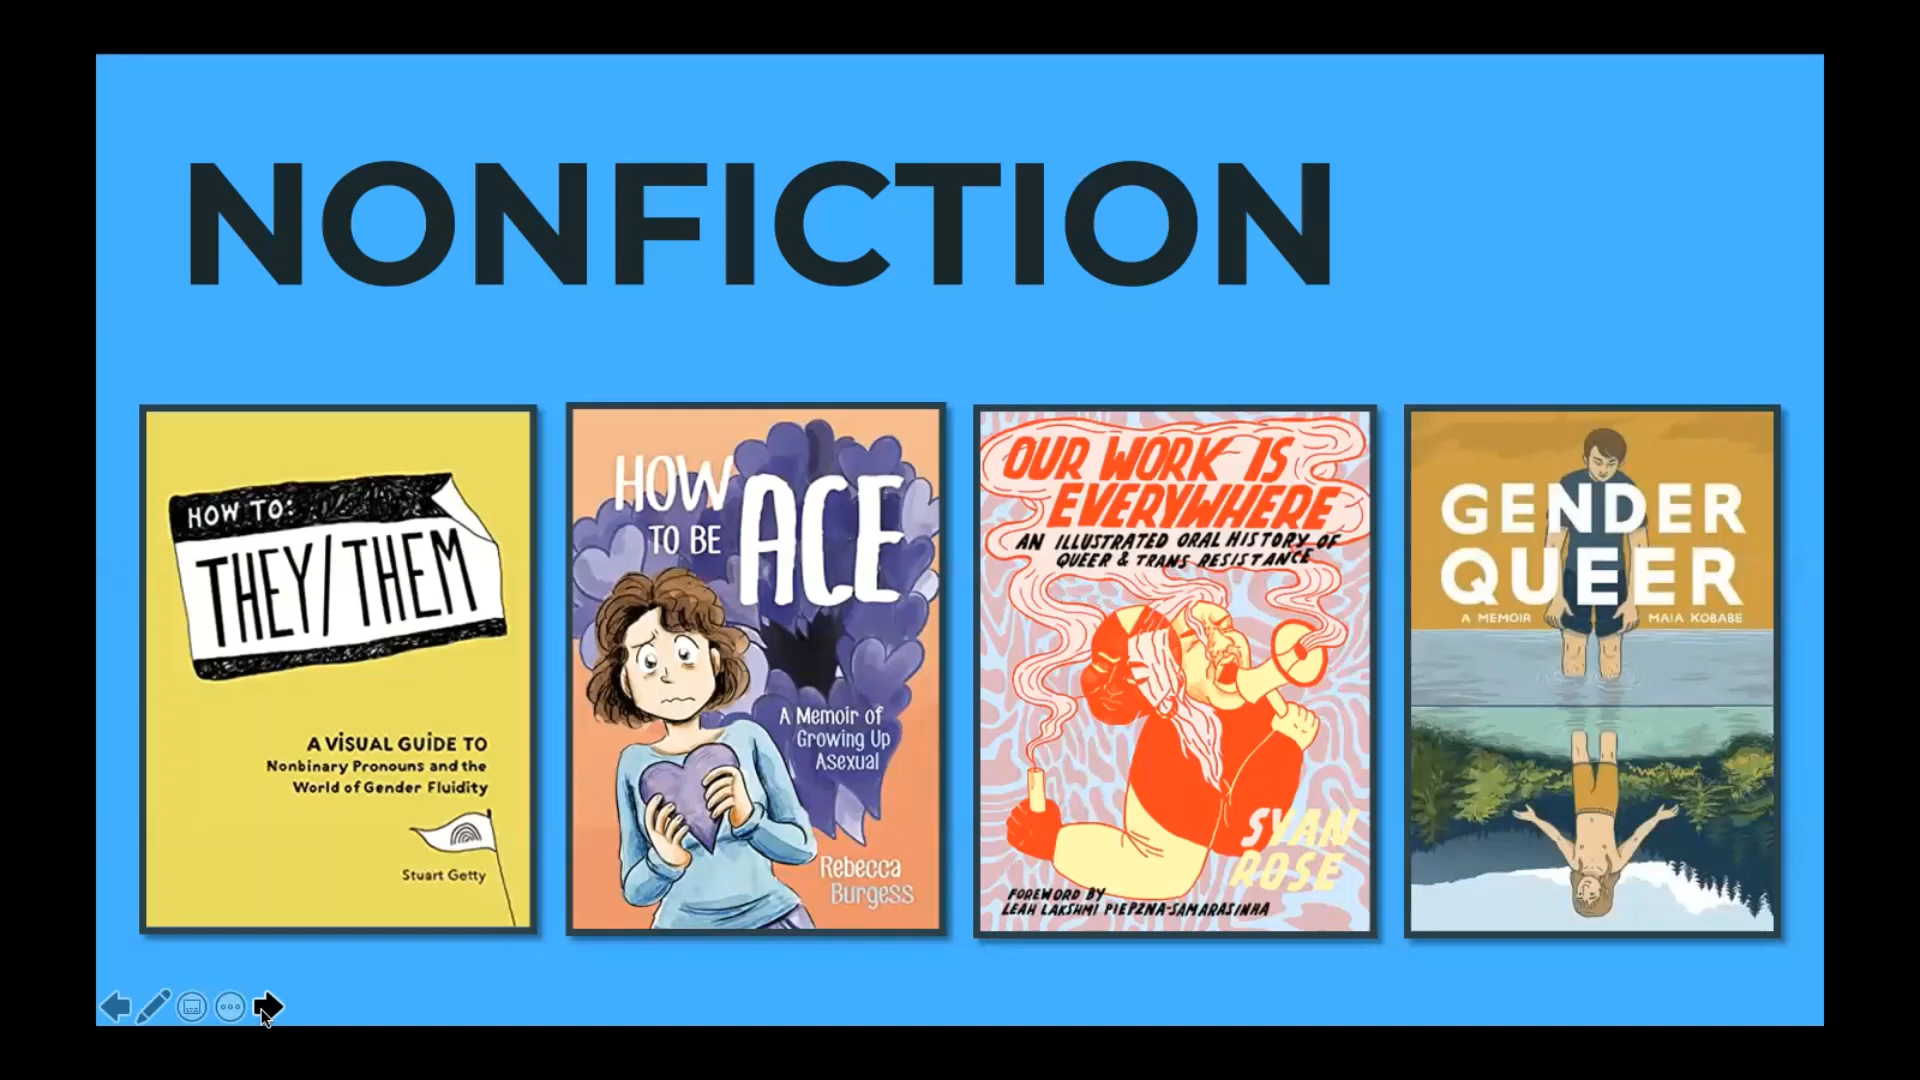 NONFICTION
HOW TO:
THEY/THEM
A VISUAL GUIDE TO
Nonbinary Pronouns and the
World of Gender Fluidity
Stuart Getty
HOW
TO BE
ACE
A Memoir of
Growing Up
Asexual
Rebecca
Burgess
OUR WORK IS
EVERYWHERE
AN ILLUSTRATED ORAL HISTORY OF
QUEER & TRANS RESISTANCE
SYAN
ROSE
FOREWORD BY
LEAH LAKSHMI PIEPZNA-SAMARASINHA
GENDER
QUEER
A MEMOIR MAIA KOBABE